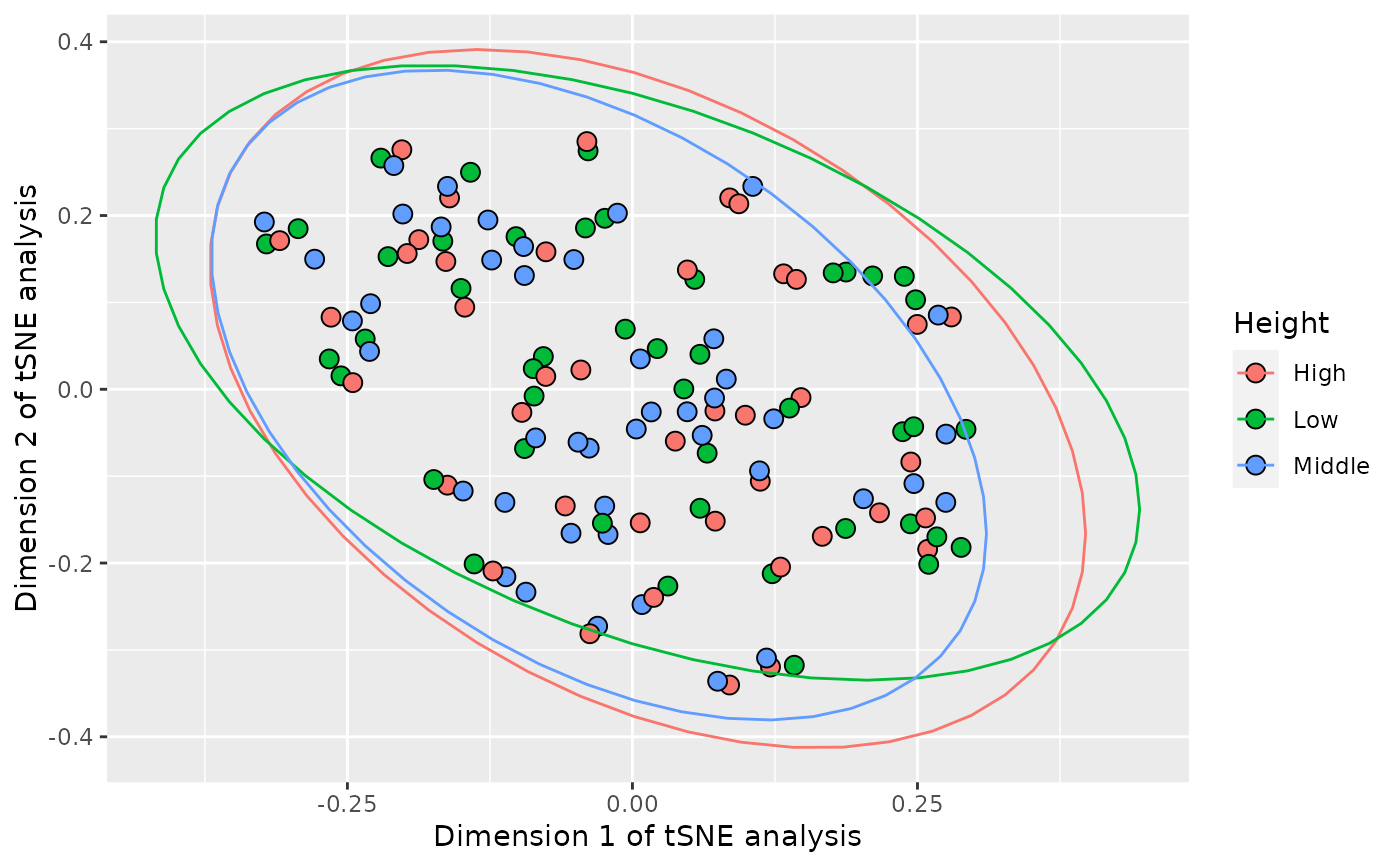 0.4
0.2
0.0
-0.2
-0.4
Dimension 2 of tSNE analysis
-0.25
0.00
0.25
Dimension 1 of tSNE analysis
Height
High
Low
Middle